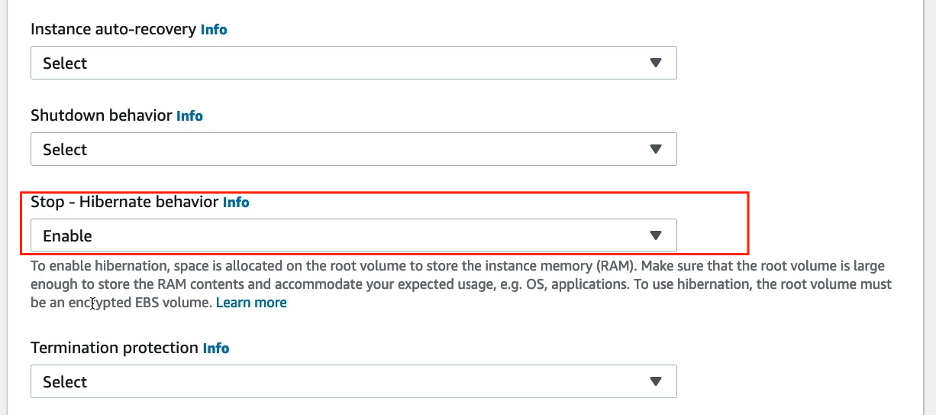 Instance auto-recovery Info
Select
Shutdown behavior Info
Select
Stop - Hibernate behavior Info
Enable
To enable hibernation, space is allocated on the root volume to store the instance memory (RAM). Make sure that the root volume is large
enough to store the RAM contents and accommodate your expected usage, e.g. OS, applications. To use hibernation, the root volume must
be an encrypted EBS volume. Learn more
Termination protection Info
Select